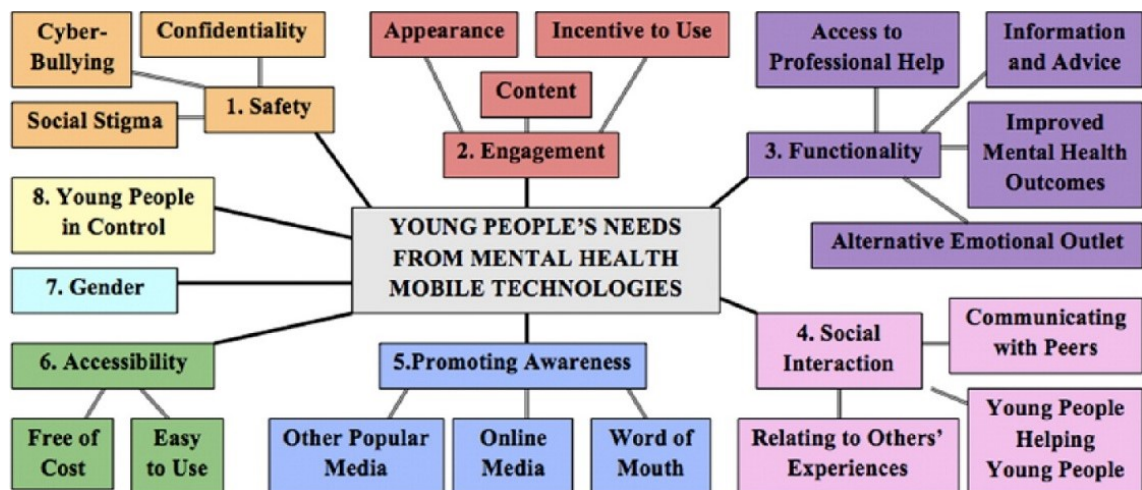 Cyber-
Bullying
Confidentiality
Social Stigma
1. Safety
Appearance
Incentive to Use
Content
2. Engagement
Access to
Professional Help
Information
and Advice
3. Functionality
Improved
Mental Health
Outcomes
Alternative Emotional Outlet
8. Young People
in Control
YOUNG PEOPLE’S NEEDS
FROM MENTAL HEALTH
MOBILE TECHNOLOGIES
7. Gender
6. Accessibility
Free of
Cost
Easy
to Use
5.Promoting Awareness
Other Popular
Media
Online
Media
Word of
Mouth
4. Social
Interaction
Communicating
with Peers
Relating to Others’
Experiences
Young People
Helping
Young People